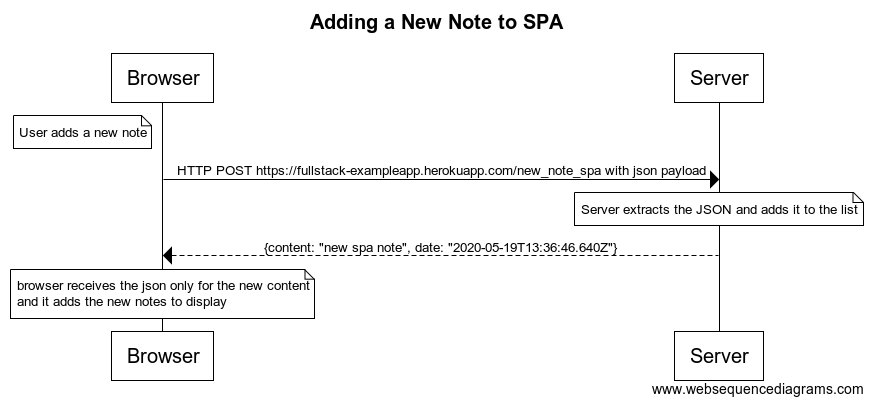 Adding a New Note to SPA
Browser
Server
User adds a new note
HTTP POST https://fullstack-exampleapp.herokuapp.com/new_note_spa with json payload
Server extracts the JSON and adds it to the list
{content: "new spa note", date: "2020-05-19T13:36:46.640Z"}
browser receives the json only for the new content
and it adds the new notes to display
Browser
Server
www.websequencediagrams.com